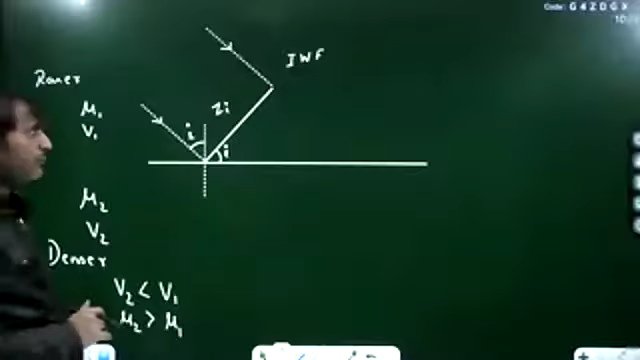 Code: G4ZDGX
IWF
Rarer
∠i
μ₁
V₁
i
i
μ₂
V₂
Denser
V₂ < V₁
μ₂ > μ₁